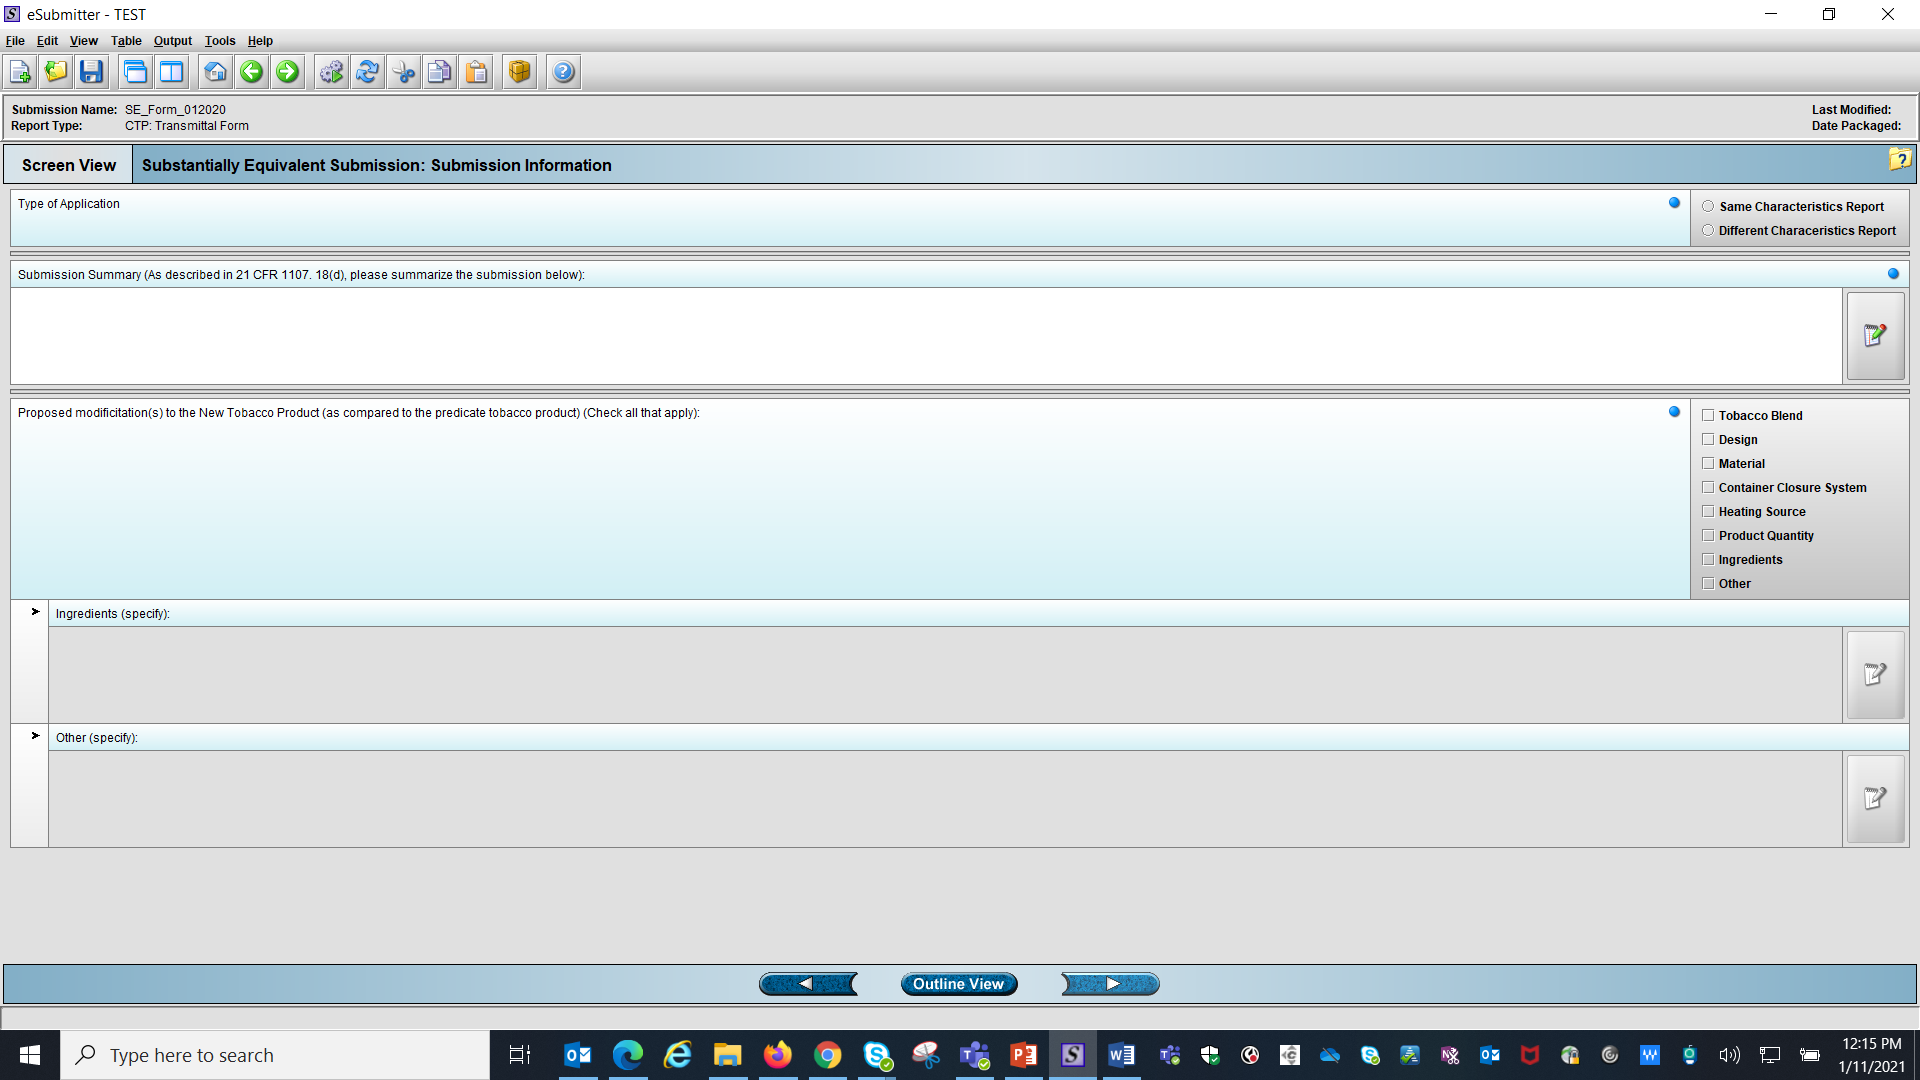 eSubmitter - TEST
File Edit View Table Output Tools Help
Submission Name: SE_Form_012020
Last Modified:
Report Type: CTP: Transmittal Form
Date Packaged:
Screen View
Substantially Equivalent Submission: Submission Information
Type of Application
Same Characteristics Report
Different Characeristics Report
Submission Summary (As described in 21 CFR 1107. 18(d), please summarize the submission below):
Proposed modificitation(s) to the New Tobacco Product (as compared to the predicate tobacco product) (Check all that apply):
Tobacco Blend
Design
Material
Container Closure System
Heating Source
Product Quantity
Ingredients
Other
Ingredients (specify):
Other (specify):
Outline View
Type here to search
12:15 PM
1/11/2021